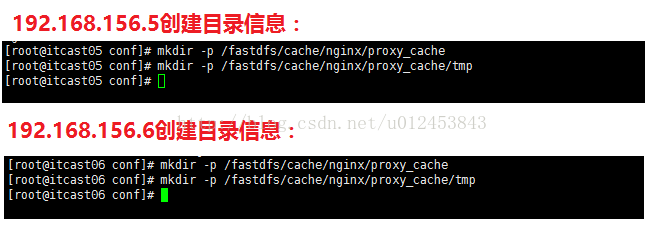 192.168.156.5创建目录信息：
[root@itcast05 conf]# mkdir -p /fastdfs/cache/nginx/proxy_cache
[root@itcast05 conf]# mkdir -p /fastdfs/cache/nginx/proxy_cache/tmp
[root@itcast05 conf]#
http://blog.csdn.net/u012453843
192.168.156.6创建目录信息：
[root@itcast06 conf]# mkdir -p /fastdfs/cache/nginx/proxy_cache
[root@itcast06 conf]# mkdir -p /fastdfs/cache/nginx/proxy_cache/tmp
[root@itcast06 conf]#